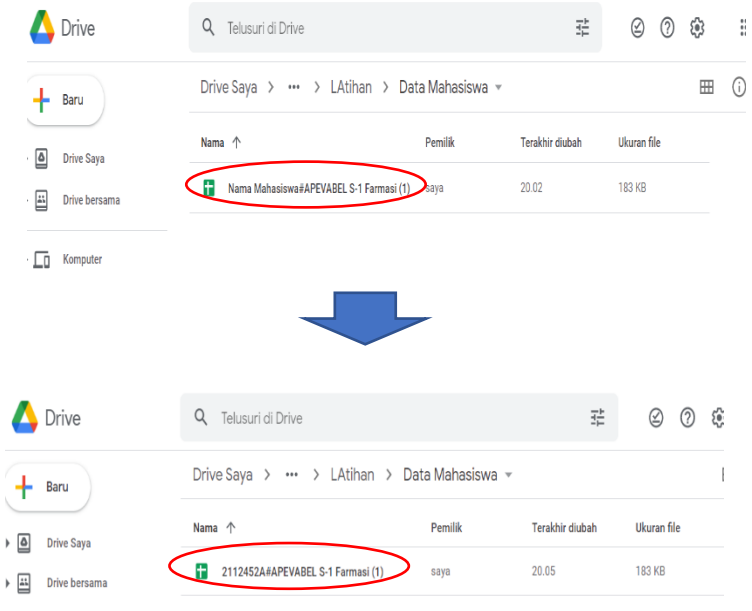 Drive
Telusuri di Drive
Baru
Drive Saya > ••• > LAtihan > Data Mahasiswa
Nama ↑ Pemilik Terakhir diubah Ukuran file
Drive Saya
Nama Mahasiswa#APEVABEL S-1 Farmasi (1) saya 20.02 183 KB
Drive bersama
Komputer
Drive
Telusuri di Drive
Drive Saya > ••• > LAtihan > Data Mahasiswa
Baru
Nama ↑ Pemilik Terakhir diubah Ukuran file
Drive Saya
2112452A#APEVABEL S-1 Farmasi (1) saya 20.05 183 KB
Drive bersama